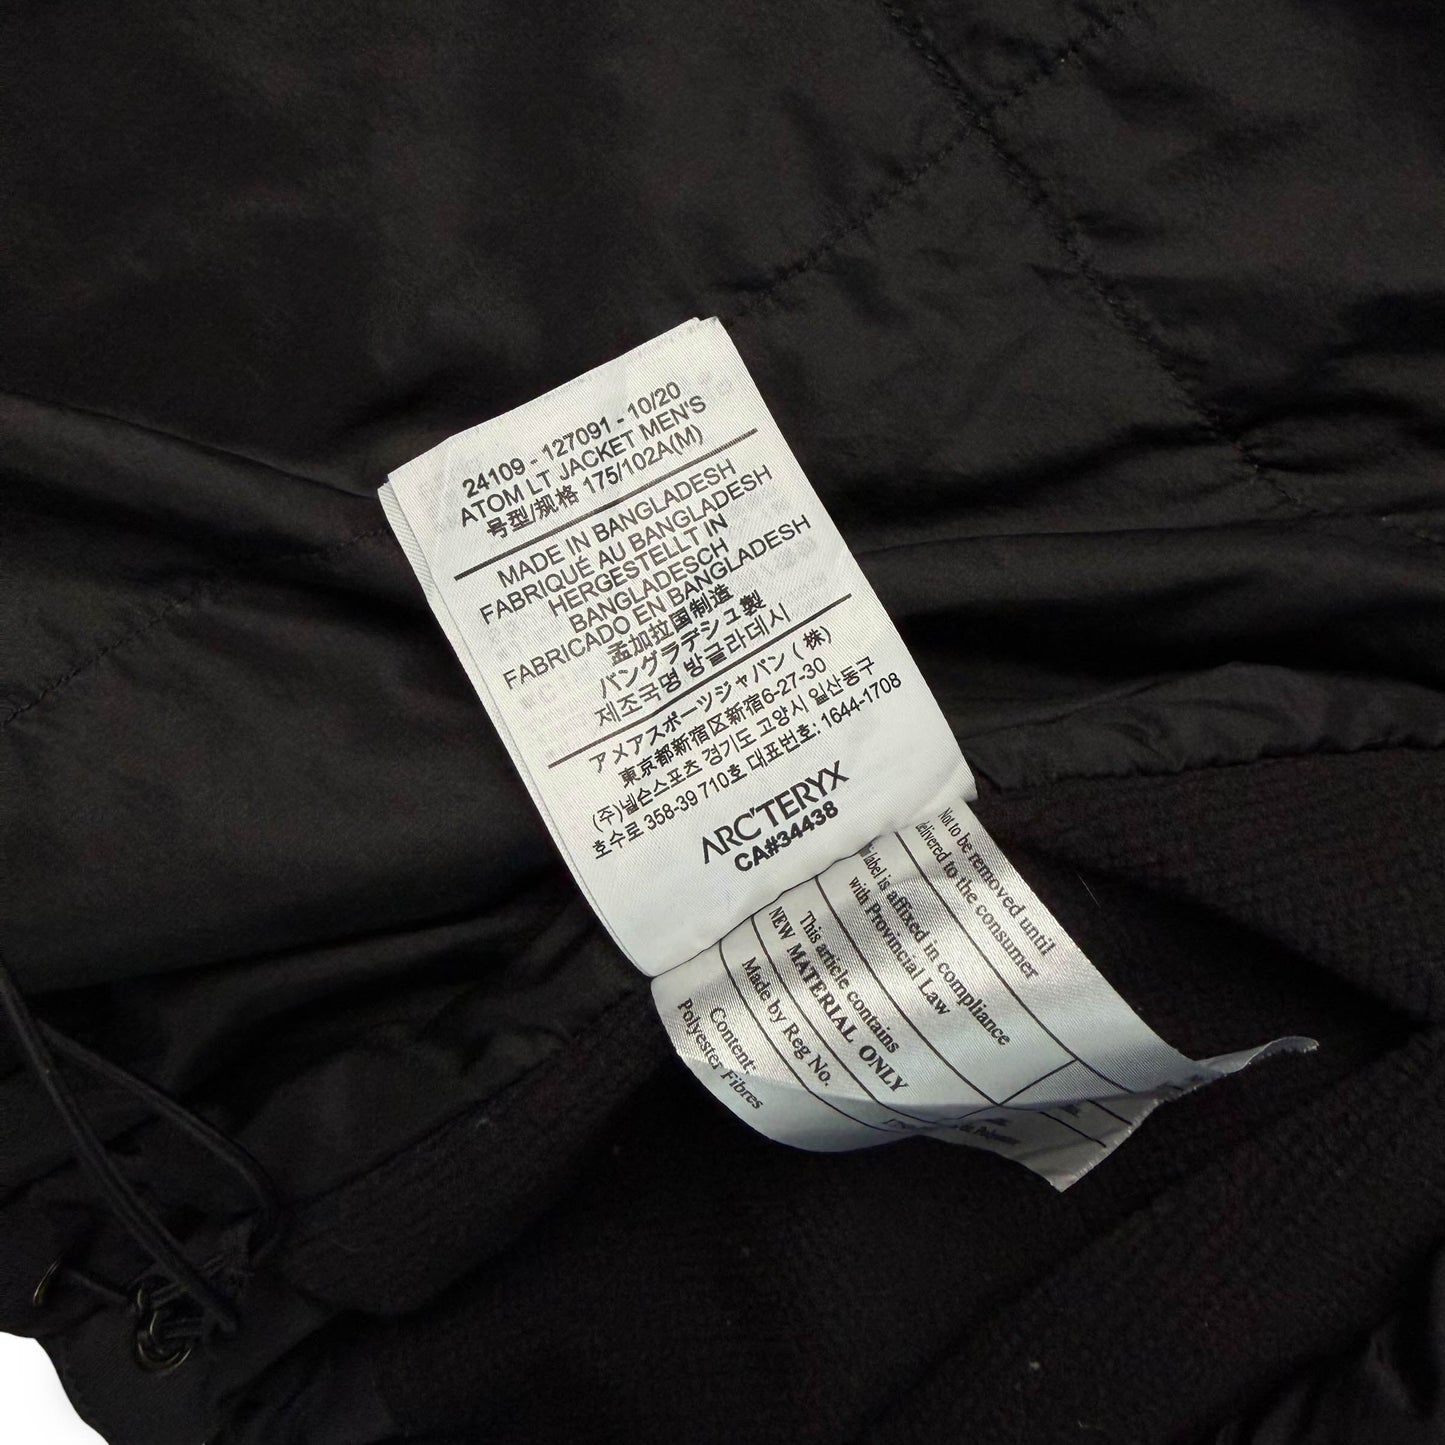 24109 - 127091 - 10/20
ATOM LT JACKET MEN'S
号型/规格 175/102A(M)
MADE IN BANGLADESH
FABRIQUÉ AU BANGLADESH
HERGESTELLT IN
BANGLADESCH
FABRICADO EN BANGLADESH
孟加拉国制造
バングラデシュ製
제조국명 방글라데시
アメアスポーツジャパン (株)
東京都新宿区新宿6-27-30
(주)넬슨스포츠 경기도 고양시 일산동구
호수로 358-39 710호 대표번호: 1644-1708
ARC'TERYX
CA#34438
Not to be removed until
delivered to the consumer
label is affixed in compliance
with Provincial Law
This article contains
NEW MATERIAL ONLY
Made by Reg No.
Content-
Polyester Fibres